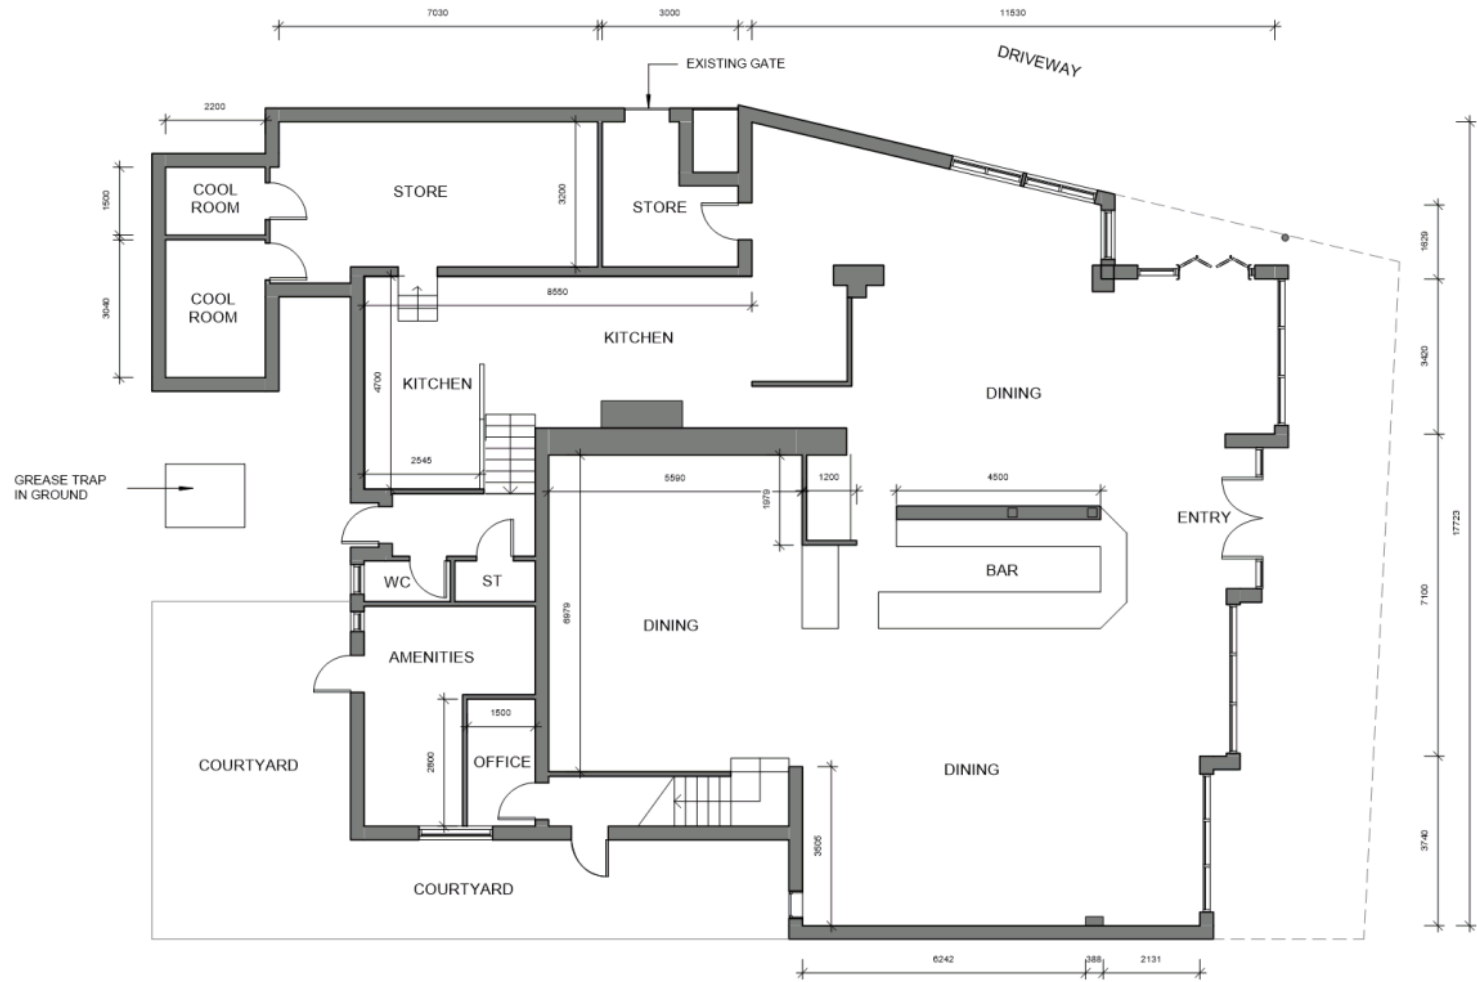 7030
3000
11530
DRIVEWAY
EXISTING GATE
2200
COOL
ROOM
STORE
STORE
1500
3200
1629
COOL
ROOM
3040
8550
KITCHEN
KITCHEN
4700
3420
DINING
GREASE TRAP
IN GROUND
2545
5590
1979
1200
4500
ENTRY
17723
BAR
WC
ST
6979
DINING
7100
AMENITIES
1500
2800
OFFICE
COURTYARD
DINING
3505
3740
COURTYARD
6242
388
2131